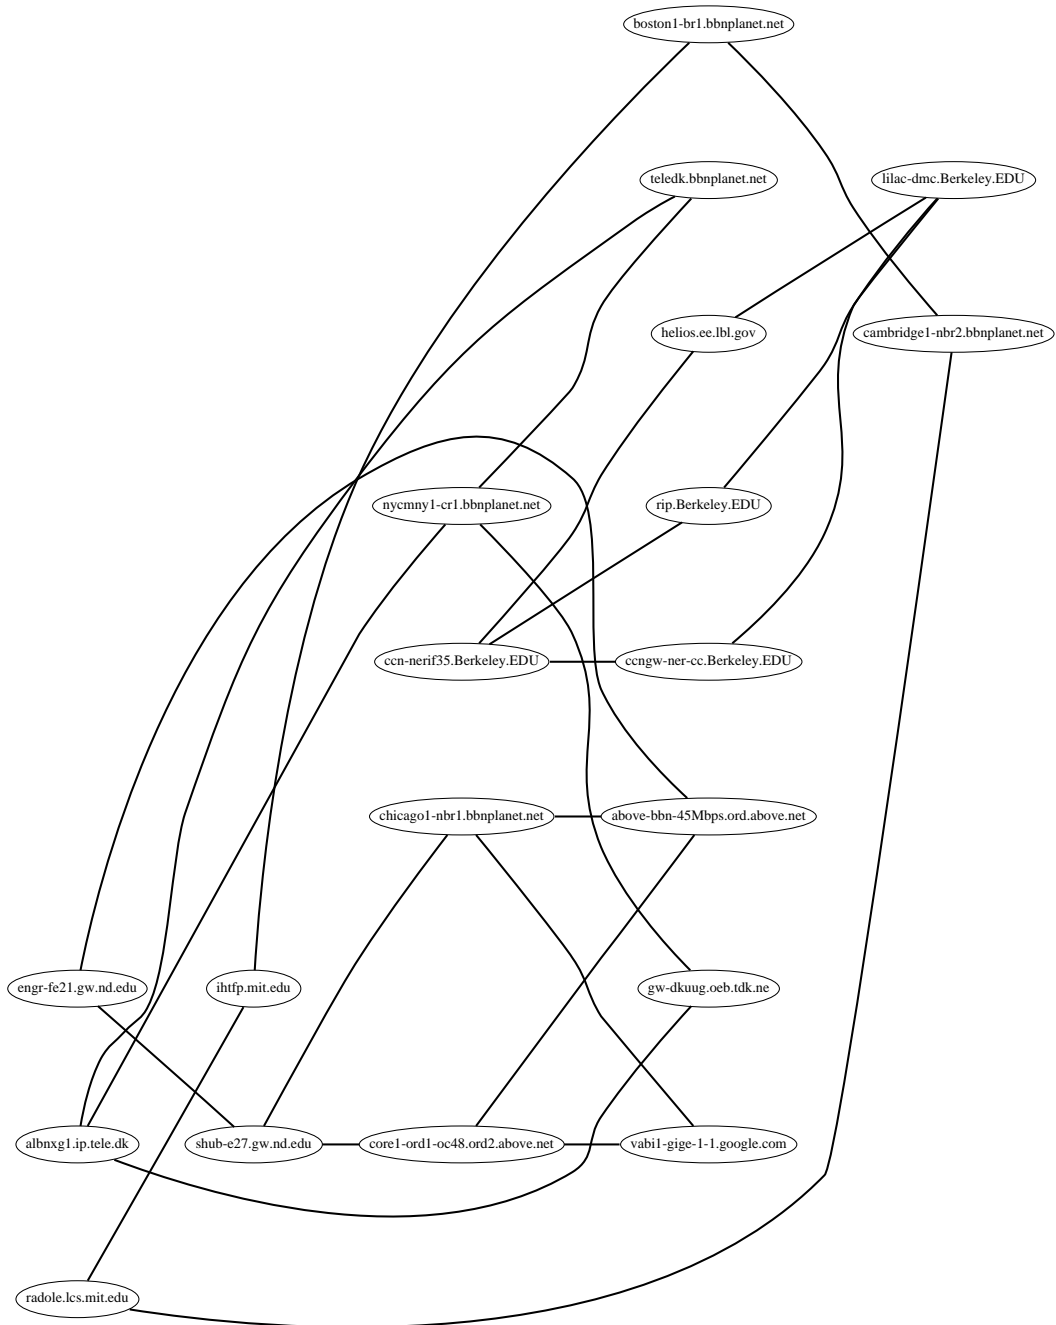 boston1-br1.bbnplanet.net
teledk.bbnplanet.net
lilac-dmc.Berkeley.EDU
helios.ee.lbl.gov
cambridge1-nbr2.bbnplanet.net
nycmny1-cr1.bbnplanet.net
rip.Berkeley.EDU
ccn-nerif35.Berkeley.EDU
ccngw-ner-cc.Berkeley.EDU
chicago1-nbr1.bbnplanet.net
above-bbn-45Mbps.ord.above.net
engr-fe21.gw.nd.edu
ihtfp.mit.edu
gw-dkuug.oeb.tdk.ne
albnxg1.ip.tele.dk
shub-e27.gw.nd.edu
core1-ord1-oc48.ord2.above.net
vabi1-gige-1-1.google.com
radole.lcs.mit.edu